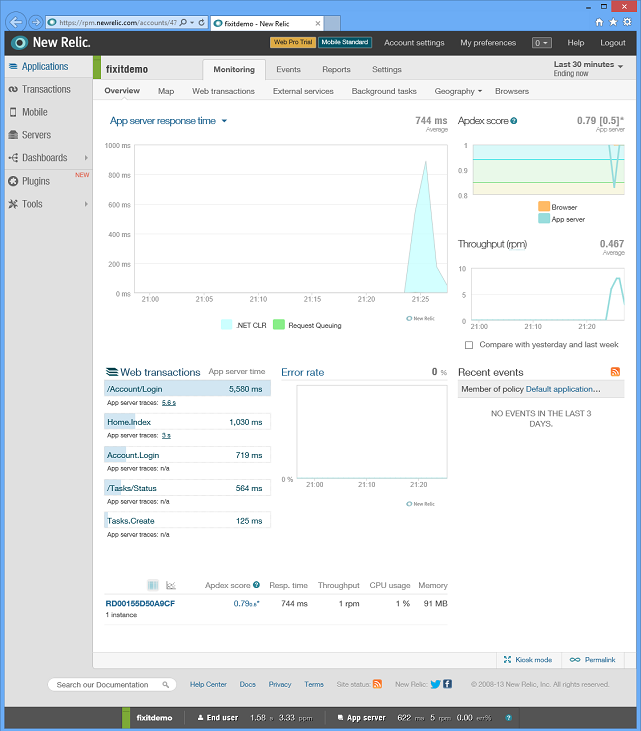 https://rpm.newrelic.com/accounts/4
fixitdemo - New Relic
New Relic.
Web Pro Trial
Mobile Standard
Account settings
My preferences
0
Help
Logout
Applications
Transactions
Mobile
Servers
Dashboards
Plugins
NEW
Tools
fixitdemo
Monitoring
Events
Reports
Settings
Last 30 minutes
Ending now
Overview
Map
Web transactions
External services
Background tasks
Geography
Browsers
App server response time
744 ms
Average
1000 ms
800 ms
600 ms
400 ms
200 ms
0 ms
21:00
21:05
21:10
21:15
21:20
21:25
.NET CLR
Request Queuing
New Relic
Apdex score
0.79 [0.5]*
App server
1
0.9
0.8
Browser
App server
Throughput (rpm)
0.467
Average
10
5
0
21:00
21:10
21:20
Compare with yesterday and last week
Web transactions
App server time
/Account/Login
5,580 ms
App server traces: 5.6 s
Home.Index
1,030 ms
App server traces: 3 s
Account.Login
719 ms
App server traces: n/a
/Tasks/Status
564 ms
App server traces: n/a
Tasks.Create
125 ms
App server traces: n/a
Error rate
0 %
0 %
21:00
21:10
21:20
New Relic
Recent events
Member of policy Default application...
NO EVENTS IN THE LAST 3
DAYS.
Apdex score
Resp. time
Throughput
CPU usage
Memory
RD00155D50A9CF
0.790.5*
744 ms
1 rpm
1 %
91 MB
1 instance
Kiosk mode
Permalink
Search our Documentation
Help Center
Docs
Privacy
Terms
Site status:
New Relic:
© 2008-13 New Relic, Inc. All rights reserved.
fixitdemo
End user
1.58 s
3.33 ppm
App server
622 ms
5 rpm
0.00 err%
?